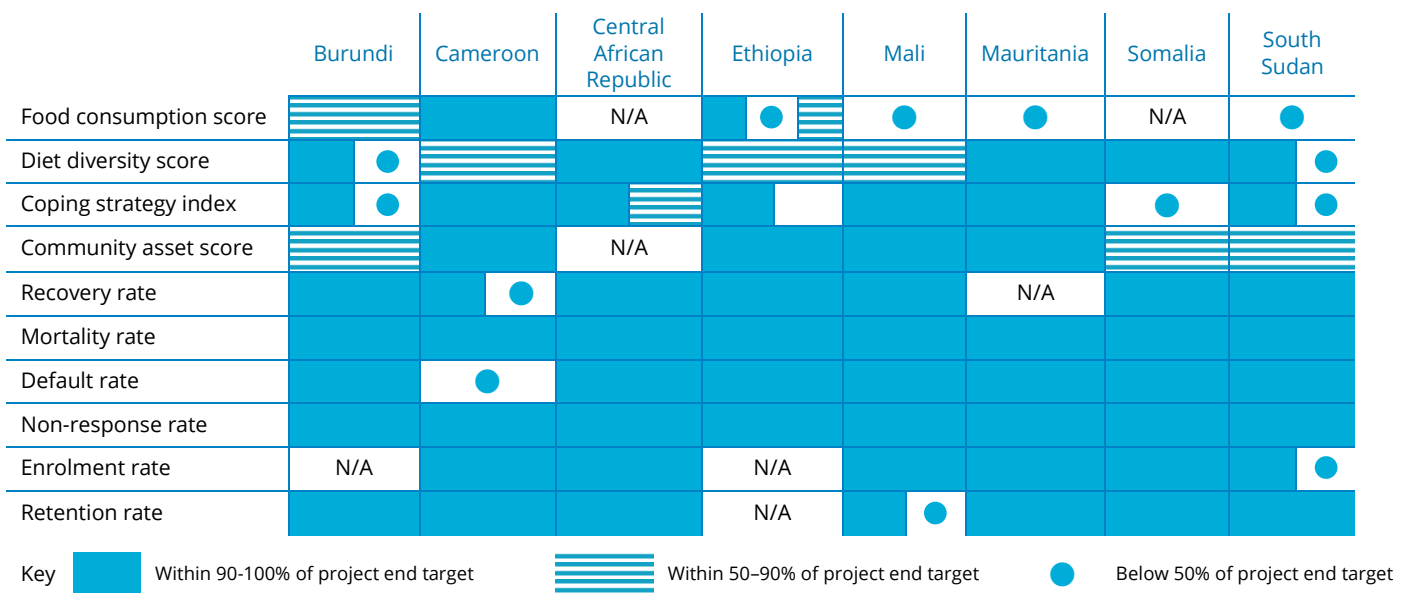 Burundi
Cameroon
Central
African
Republic
Ethiopia
Mali
Mauritania
Somalia
South
Sudan
Food consumption score
N/A
N/A
Diet diversity score
Coping strategy index
Community asset score
N/A
Recovery rate
N/A
Mortality rate
Default rate
Non-response rate
Enrolment rate
N/A
N/A
Retention rate
N/A
Key
Within 90-100% of project end target
Within 50–90% of project end target
Below 50% of project end target